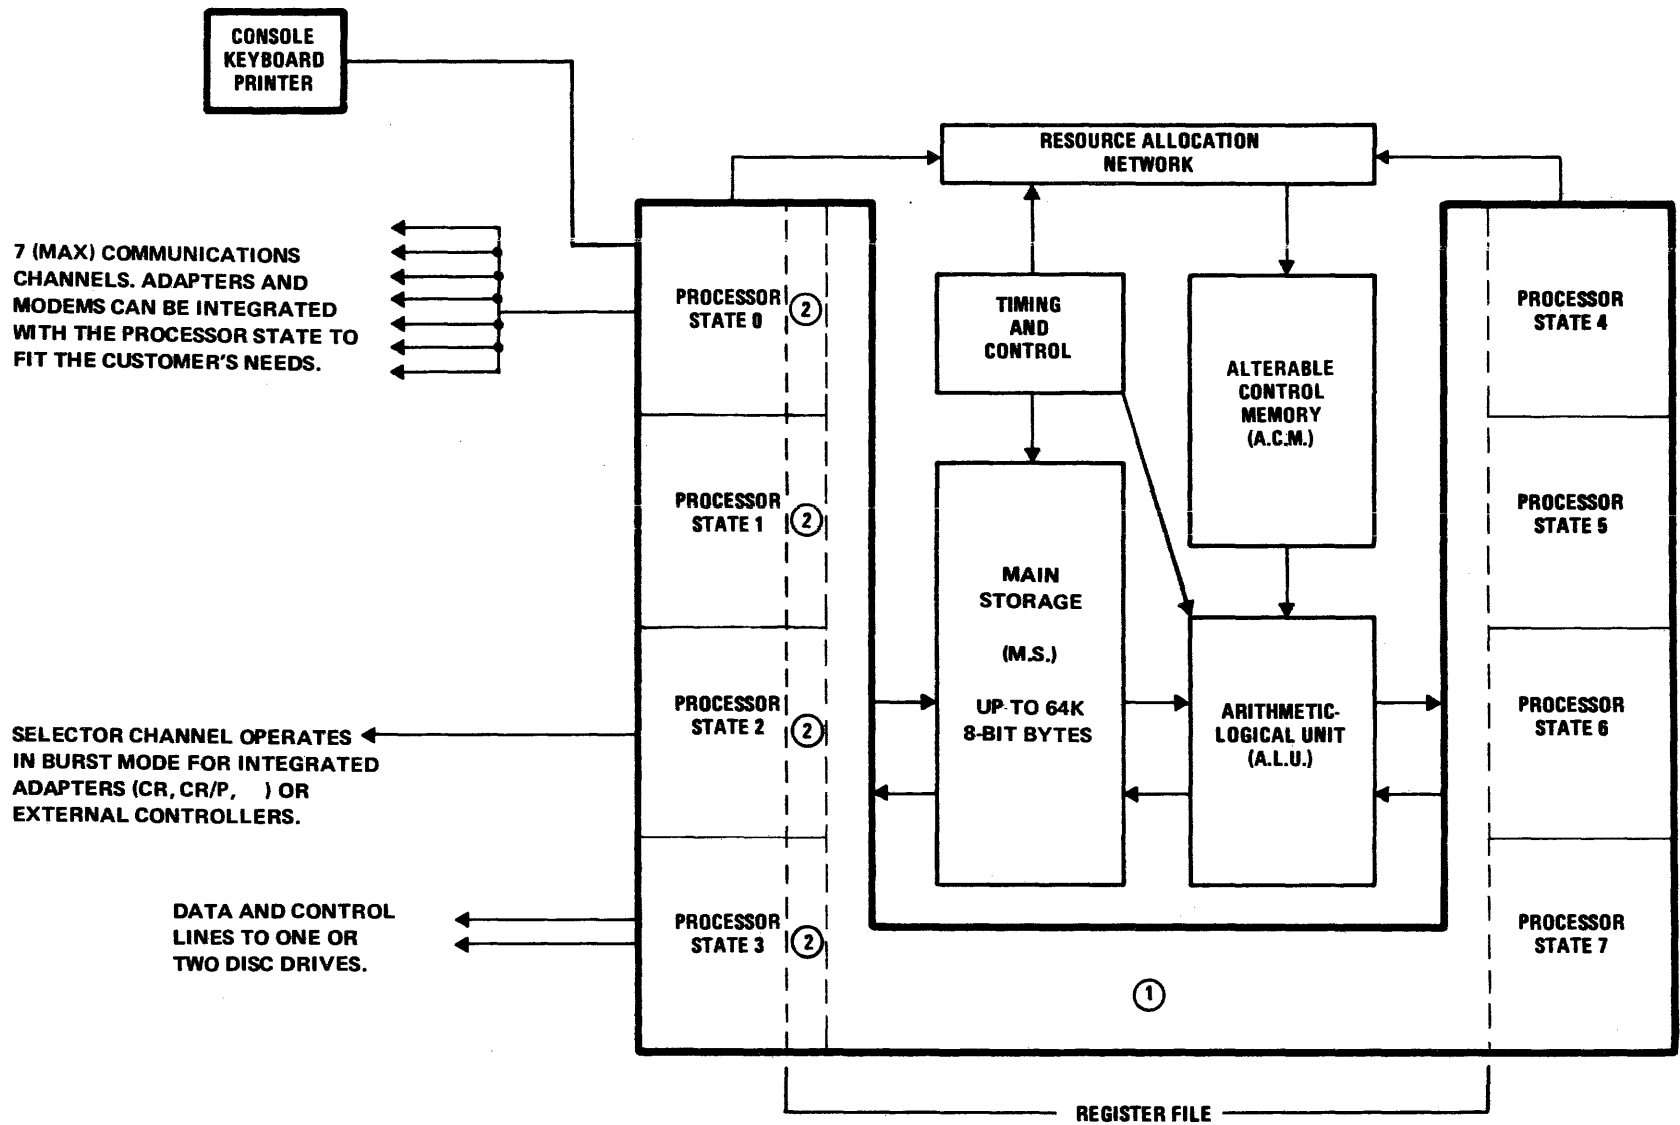 CONSOLE
KEYBOARD
PRINTER
RESOURCE ALLOCATION
NETWORK
7 (MAX) COMMUNICATIONS
CHANNELS. ADAPTERS AND
MODEMS CAN BE INTEGRATED
WITH THE PROCESSOR STATE TO
FIT THE CUSTOMER'S NEEDS.
PROCESSOR
STATE 0
2
TIMING
AND
CONTROL
ALTERABLE
CONTROL
MEMORY
(A.C.M.)
PROCESSOR
STATE 4
PROCESSOR
STATE 1
2
PROCESSOR
STATE 5
MAIN
STORAGE
(M.S.)
UP TO 64K
8-BIT BYTES
ARITHMETIC-
LOGICAL UNIT
(A.L.U.)
SELECTOR CHANNEL OPERATES
IN BURST MODE FOR INTEGRATED
ADAPTERS (CR, CR/P, ) OR
EXTERNAL CONTROLLERS.
PROCESSOR
STATE 2
2
PROCESSOR
STATE 6
DATA AND CONTROL
LINES TO ONE OR
TWO DISC DRIVES.
PROCESSOR
STATE 3
2
PROCESSOR
STATE 7
1
REGISTER FILE